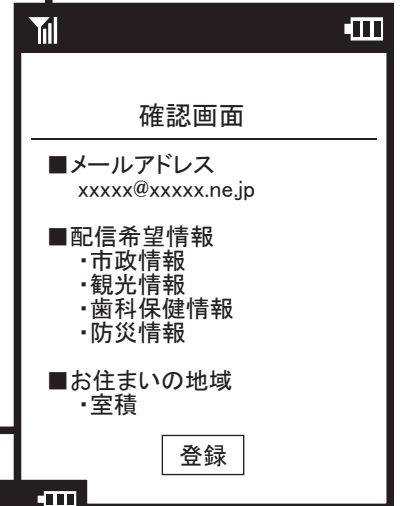 確認画面
■メールアドレス
xxxxx@xxxxx.ne.jp
■配信希望情報
・市政情報
・観光情報
・歯科保健情報
・防災情報
■お住まいの地域
・室積
登録